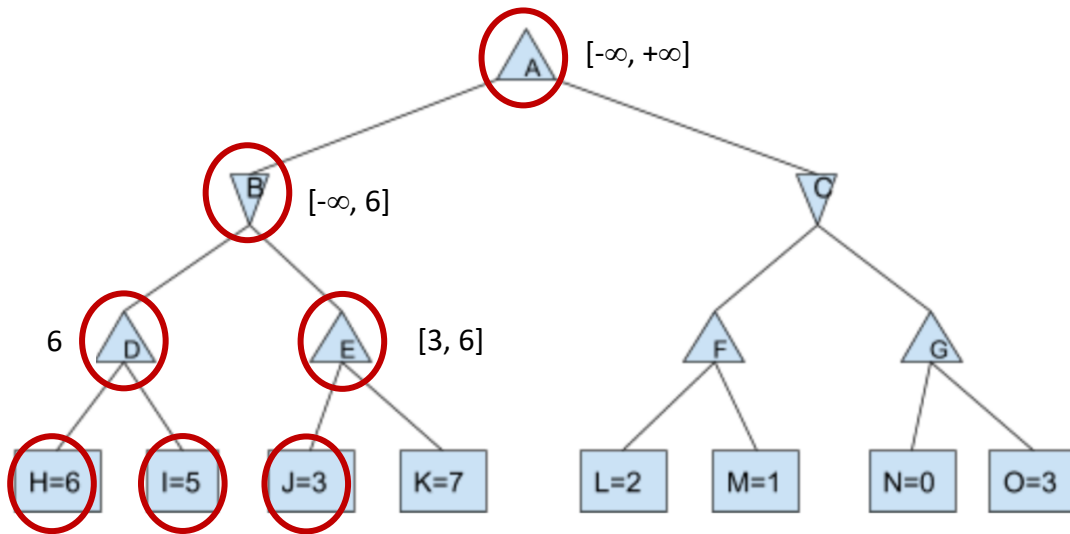 A [-∞, +∞]
B [-∞, 6] C
6 D E [3, 6] F G
H=6 I=5 J=3 K=7 L=2 M=1 N=0 O=3